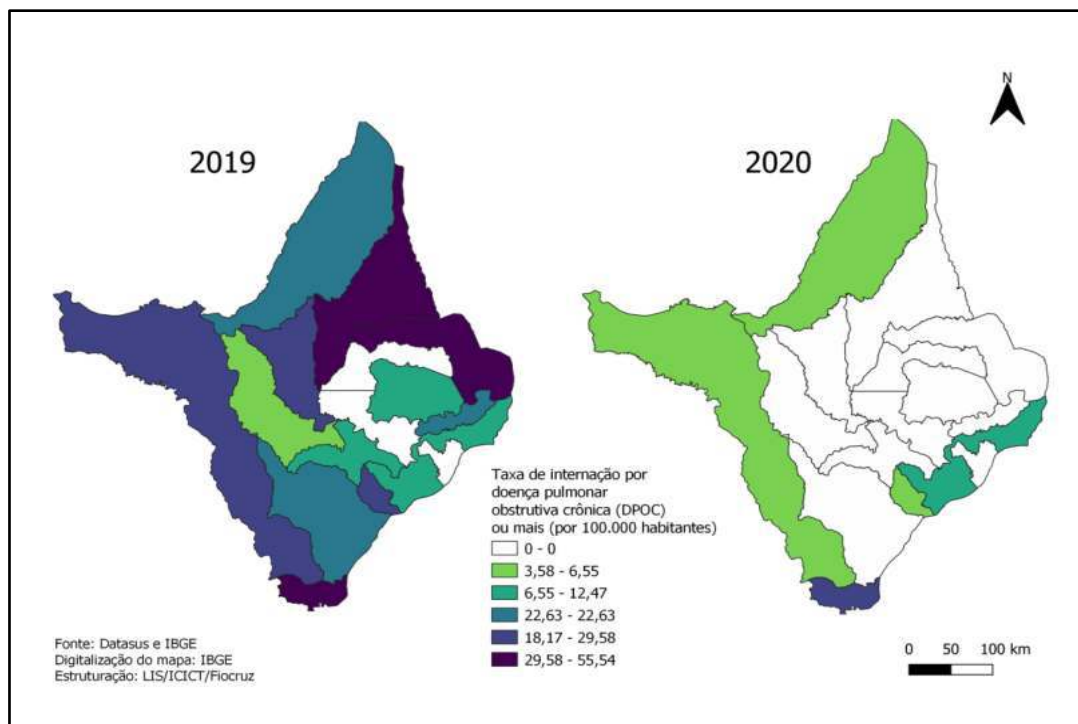 N
2019
2020
Taxa de internação por
doença pulmonar
obstrutiva crônica (DPOC)
ou mais (por 100.000 habitantes)
0 - 0
3,58 - 6,55
6,55 - 12,47
22,63 - 22,63
18,17 - 29,58
29,58 - 55,54
Fonte: Datasus e IBGE
Digitalização do mapa: IBGE
Estruturação: LIS/ICICT/Fiocruz
0 50 100 km